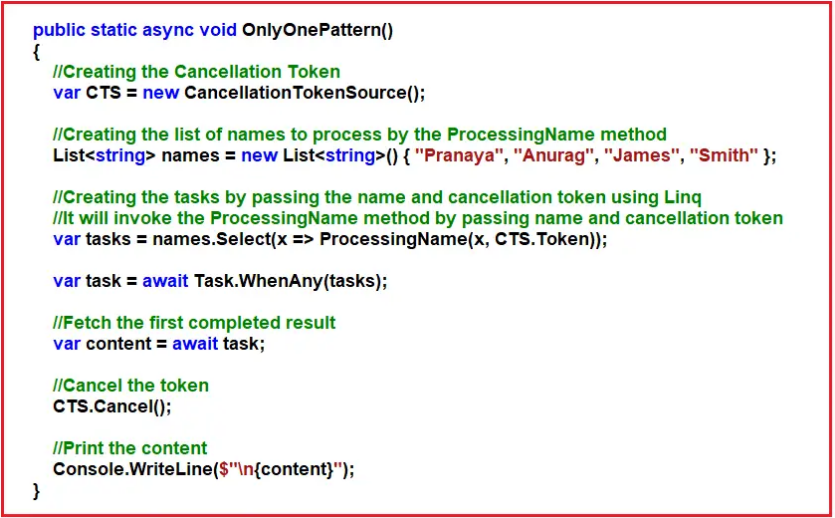 public static async void OnlyOnePattern()
{
//Creating the Cancellation Token
var CTS = new CancellationTokenSource();
//Creating the list of names to process by the ProcessingName method
List<string> names = new List<string>() { "Pranaya", "Anurag", "James", "Smith" };
//Creating the tasks by passing the name and cancellation token using Linq
//It will invoke the ProcessingName method by passing name and cancellation token
var tasks = names.Select(x => ProcessingName(x, CTS.Token));
var task = await Task.WhenAny(tasks);
//Fetch the first completed result
var content = await task;
//Cancel the token
CTS.Cancel();
//Print the content
Console.WriteLine($"\n{content}");
}